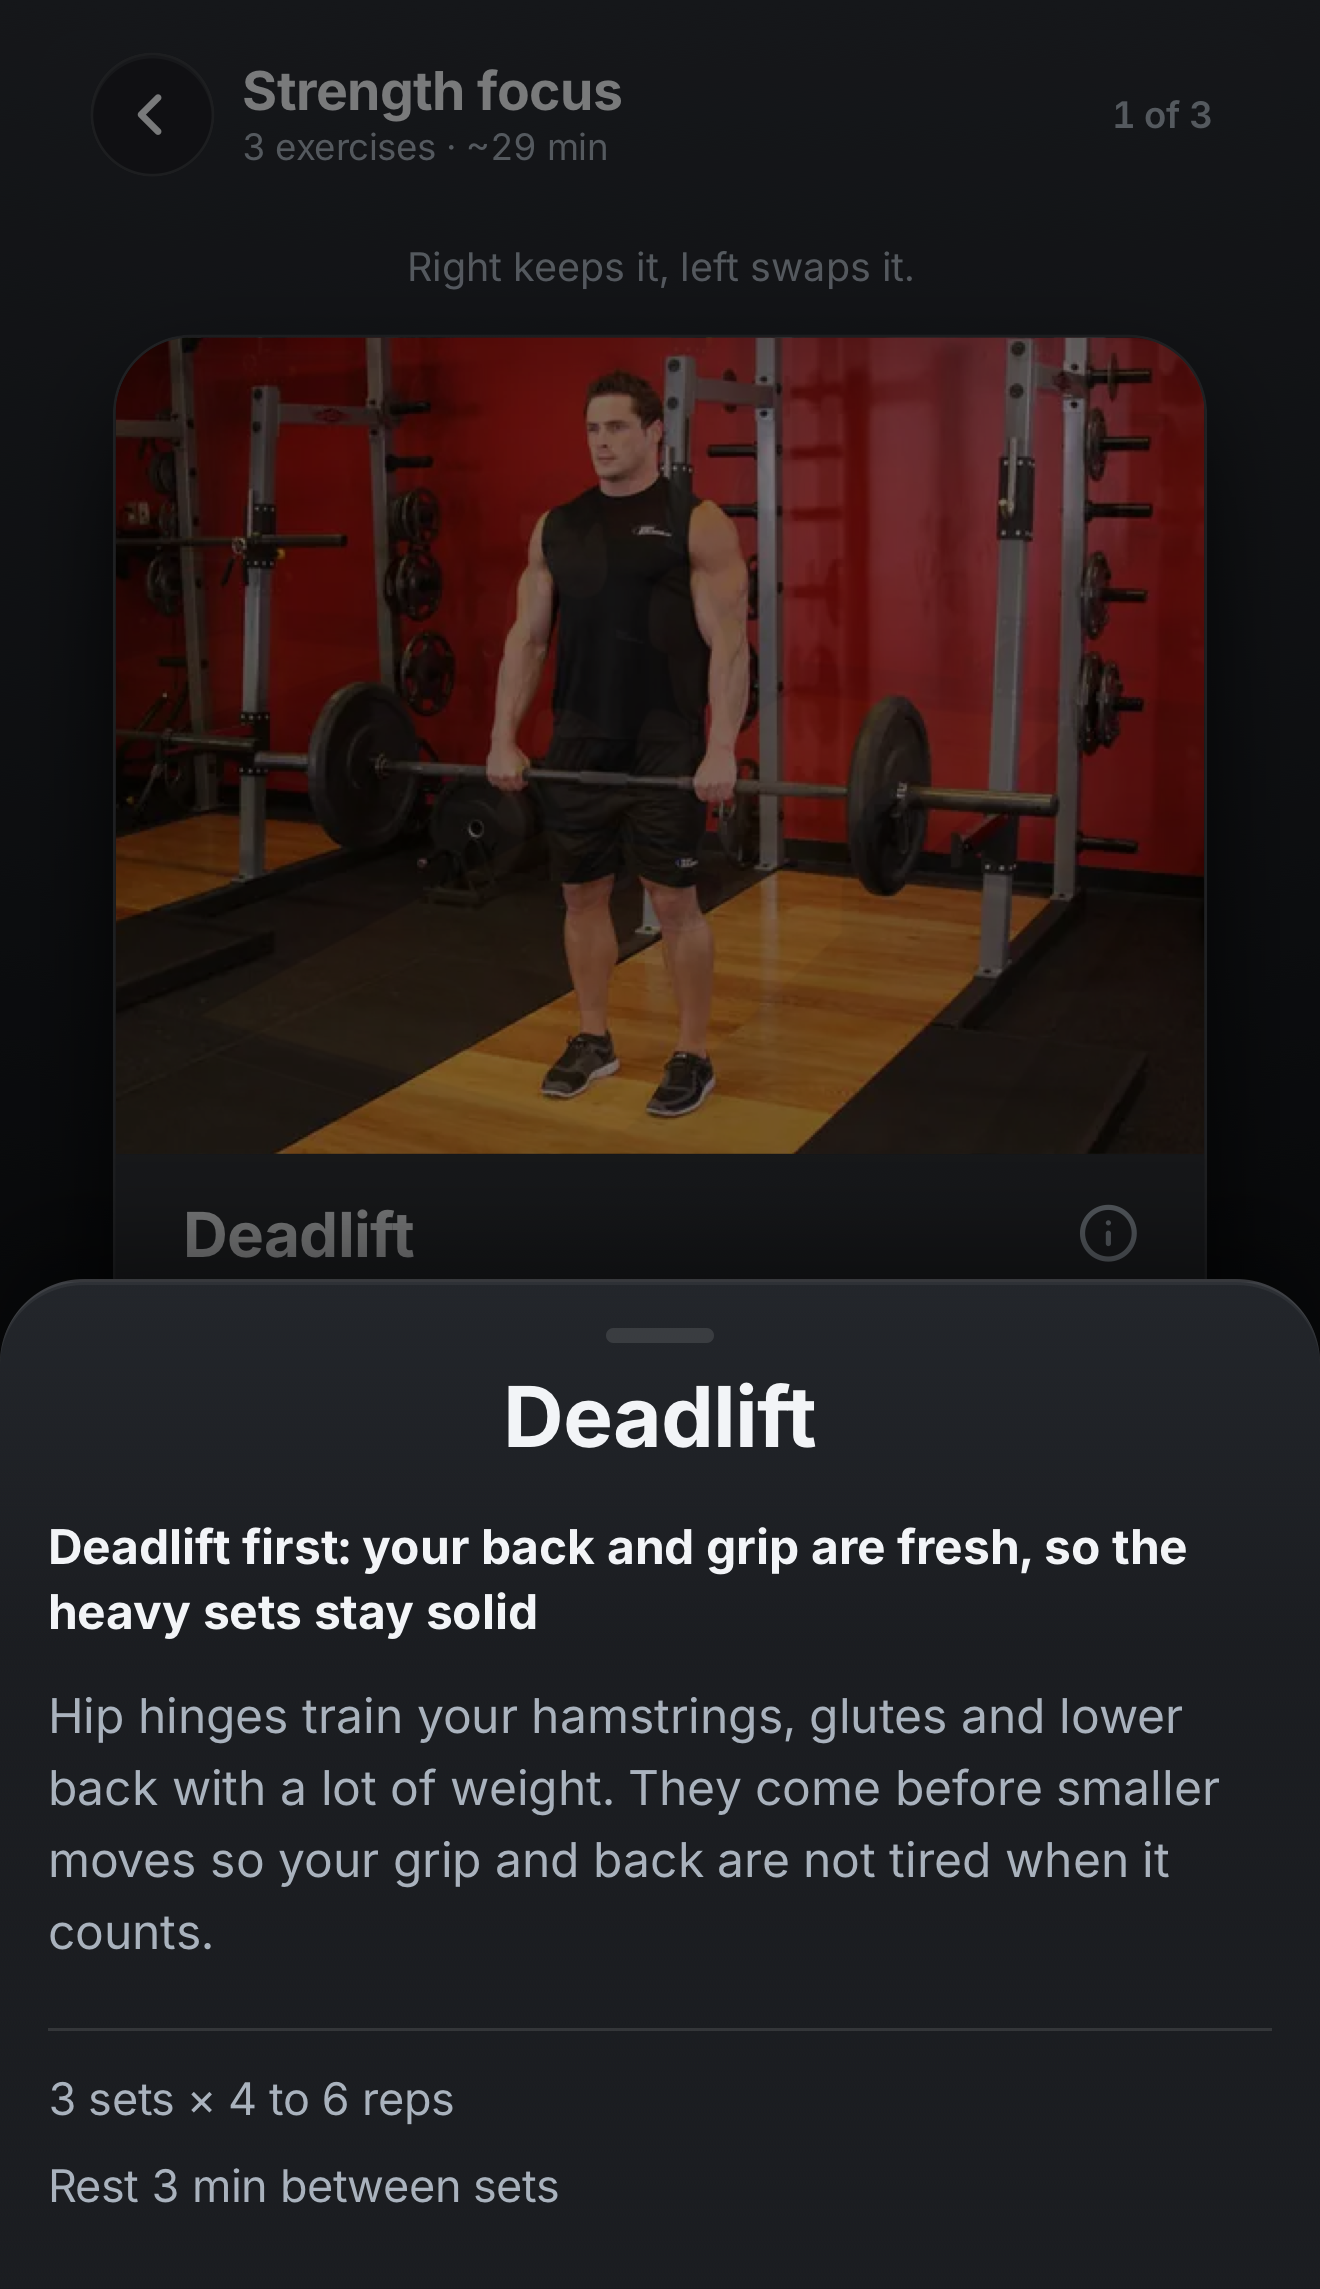 Strength focus
3 exercises · ~29 min
1 of 3
Right keeps it, left swaps it.
Deadlift
Deadlift
Deadlift first: your back and grip are fresh, so the
heavy sets stay solid
Hip hinges train your hamstrings, glutes and lower
back with a lot of weight. They come before smaller
moves so your grip and back are not tired when it
counts.
3 sets × 4 to 6 reps
Rest 3 min between sets